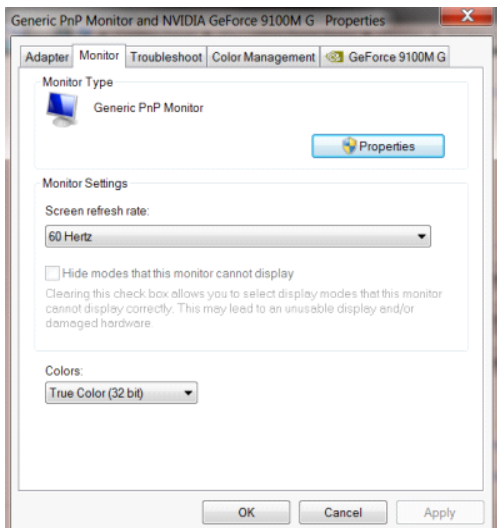 Generic PnP Monitor and NVIDIA GeForce 9100M G Properties
Adapter Monitor Troubleshoot Color Management GeForce 9100M G
Monitor Type
Generic PnP Monitor
Properties
Monitor Settings
Screen refresh rate:
60 Hertz
Hide modes that this monitor cannot display
Clearing this check box allows you to select display modes that this monitor
cannot display correctly. This may lead to an unusable display and/or
damaged hardware.
Colors:
True Color (32 bit)
OK Cancel Apply